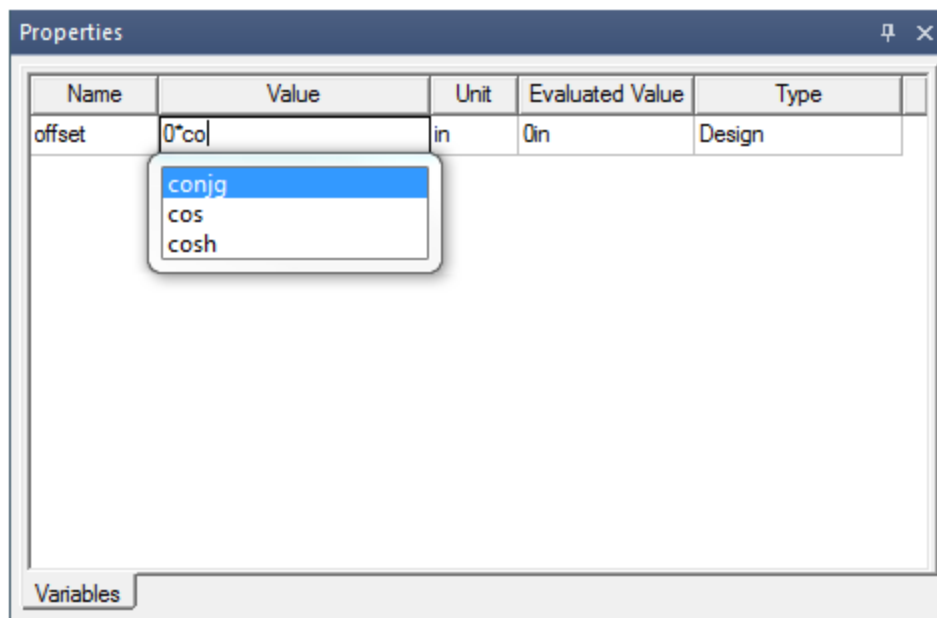 Properties
Name Value Unit Evaluated Value Type
offset 0*co in 0in Design
conjg
cos
cosh
Variables